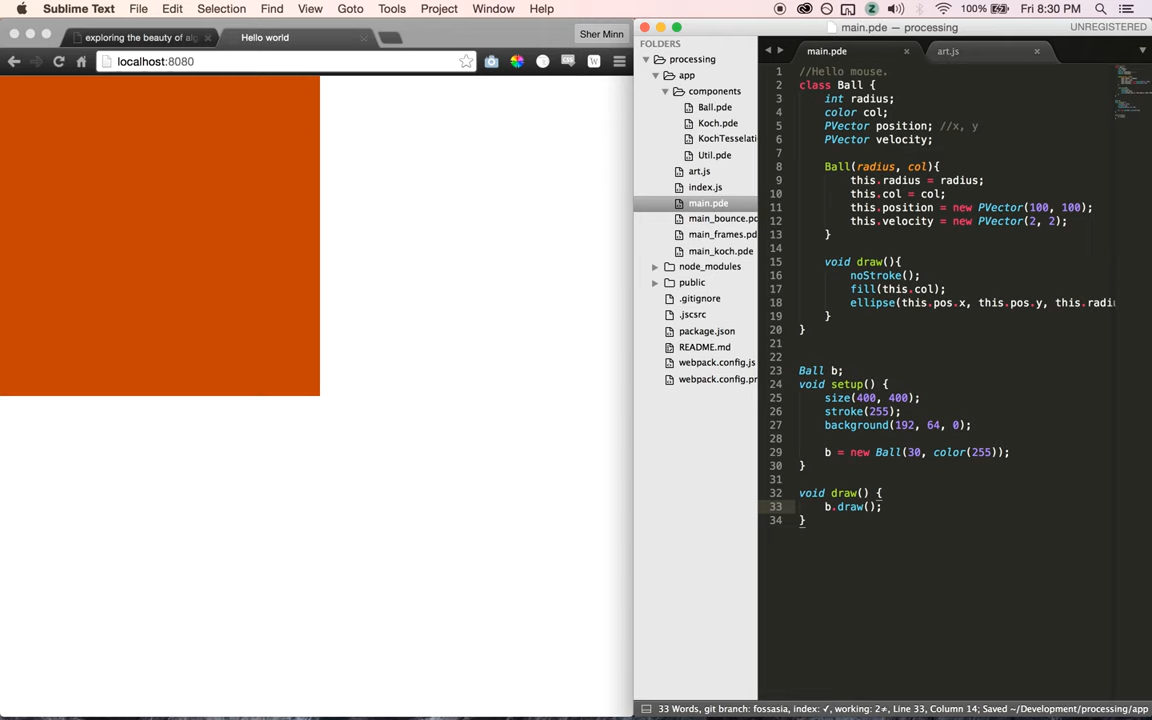 Sublime Text File Edit Selection Find View Goto Tools Project Window Help
100% Fri 8:30 PM
exploring the beauty of alg
Hello world
Sher Minn
localhost:8080
main.pde — processing
UNREGISTERED
FOLDERS
processing
app
components
Ball.pde
Koch.pde
KochTesselati
Util.pde
art.js
index.js
main.pde
main_bounce.pd
main_frames.pd
main_koch.pde
node_modules
public
.gitignore
.jscsrc
package.json
README.md
webpack.config.js
webpack.config.pr
main.pde
art.js
1 //Hello mouse.
2 class Ball {
3 int radius;
4 color col;
5 PVector position; //x, y
6 PVector velocity;
7
8 Ball(radius, col){
9 this.radius = radius;
10 this.col = col;
11 this.position = new PVector(100, 100);
12 this.velocity = new PVector(2, 2);
13 }
14
15 void draw(){
16 noStroke();
17 fill(this.col);
18 ellipse(this.pos.x, this.pos.y, this.radiu
19 }
20 }
21
22
23 Ball b;
24 void setup() {
25 size(400, 400);
26 stroke(255);
27 background(192, 64, 0);
28
29 b = new Ball(30, color(255));
30 }
31
32 void draw() {
33 b.draw();
34 }
33 Words, git branch: fossasia, index: ✓, working: 2≠, Line 33, Column 14; Saved ~/Development/processing/app